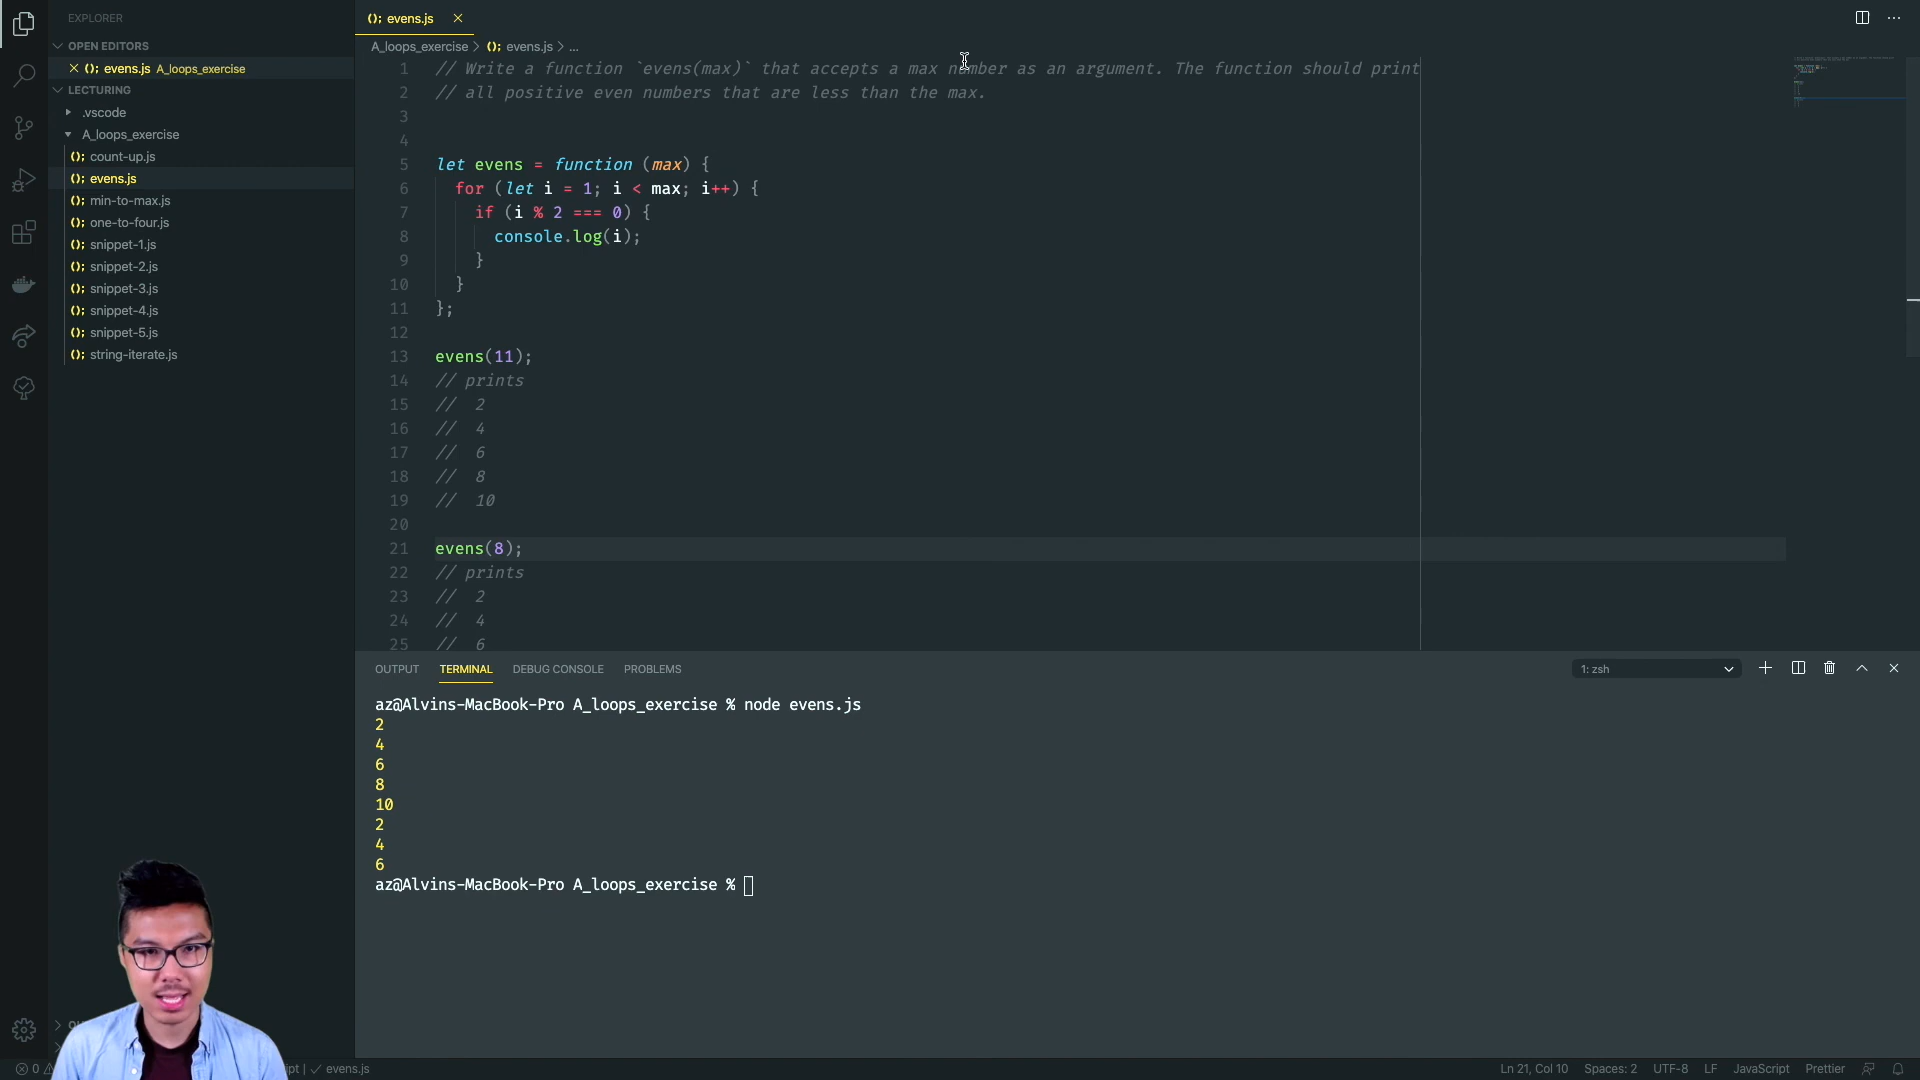 EXPLORER
OPEN EDITORS
evens.js A_loops_exercise
LECTURING
.vscode
A_loops_exercise
(); count-up.js
(); evens.js
(); min-to-max.js
(); one-to-four.js
(); snippet-1.js
(); snippet-2.js
(); snippet-3.js
(); snippet-4.js
(); snippet-5.js
(); string-iterate.js
(); evens.js
A_loops_exercise > (); evens.js > ...
1 // Write a function `evens(max)` that accepts a max number as an argument. The function should print
2 // all positive even numbers that are less than the max.
3
4
5 let evens = function (max) {
6 for (let i = 1; i < max; i++) {
7 if (i % 2 === 0) {
8 console.log(i);
9 }
10 }
11 };
12
13 evens(11);
14 // prints
15 // 2
16 // 4
17 // 6
18 // 8
19 // 10
20
21 evens(8);
22 // prints
23 // 2
24 // 4
25 // 6
OUTPUT TERMINAL DEBUG CONSOLE PROBLEMS
1: zsh
az@Alvins-MacBook-Pro A_loops_exercise % node evens.js
2
4
6
8
10
2
4
6
az@Alvins-MacBook-Pro A_loops_exercise %
0 evens.js Ln 21, Col 10 Spaces: 2 UTF-8 LF JavaScript Prettier